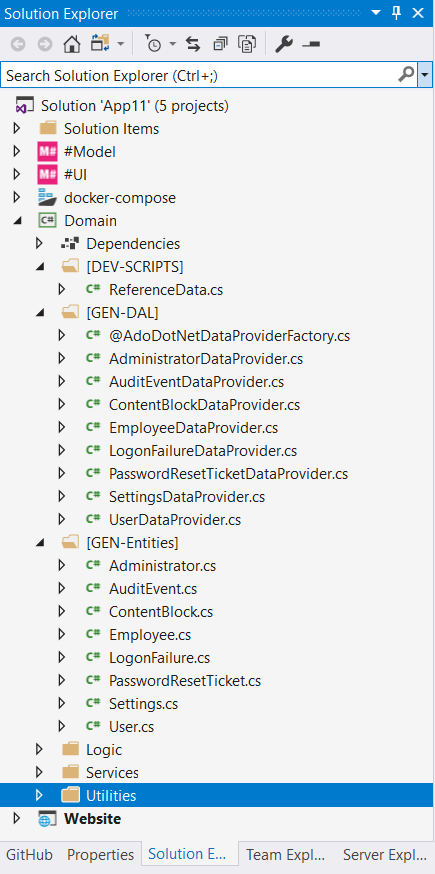 Solution Explorer
Search Solution Explorer (Ctrl+;)
Solution 'App11' (5 projects)
Solution Items
M# #Model
M# #UI
docker-compose
C# Domain
Dependencies
[DEV-SCRIPTS]
C# ReferenceData.cs
[GEN-DAL]
C# @AdoDotNetDataProviderFactory.cs
C# AdministratorDataProvider.cs
C# AuditEventDataProvider.cs
C# ContentBlockDataProvider.cs
C# EmployeeDataProvider.cs
C# LogonFailureDataProvider.cs
C# PasswordResetTicketDataProvider.cs
C# SettingsDataProvider.cs
C# UserDataProvider.cs
[GEN-Entities]
C# Administrator.cs
C# AuditEvent.cs
C# ContentBlock.cs
C# Employee.cs
C# LogonFailure.cs
C# PasswordResetTicket.cs
C# Settings.cs
C# User.cs
Logic
Services
Utilities
Website
GitHub Properties Solution E... Team Expl... Server Expl...